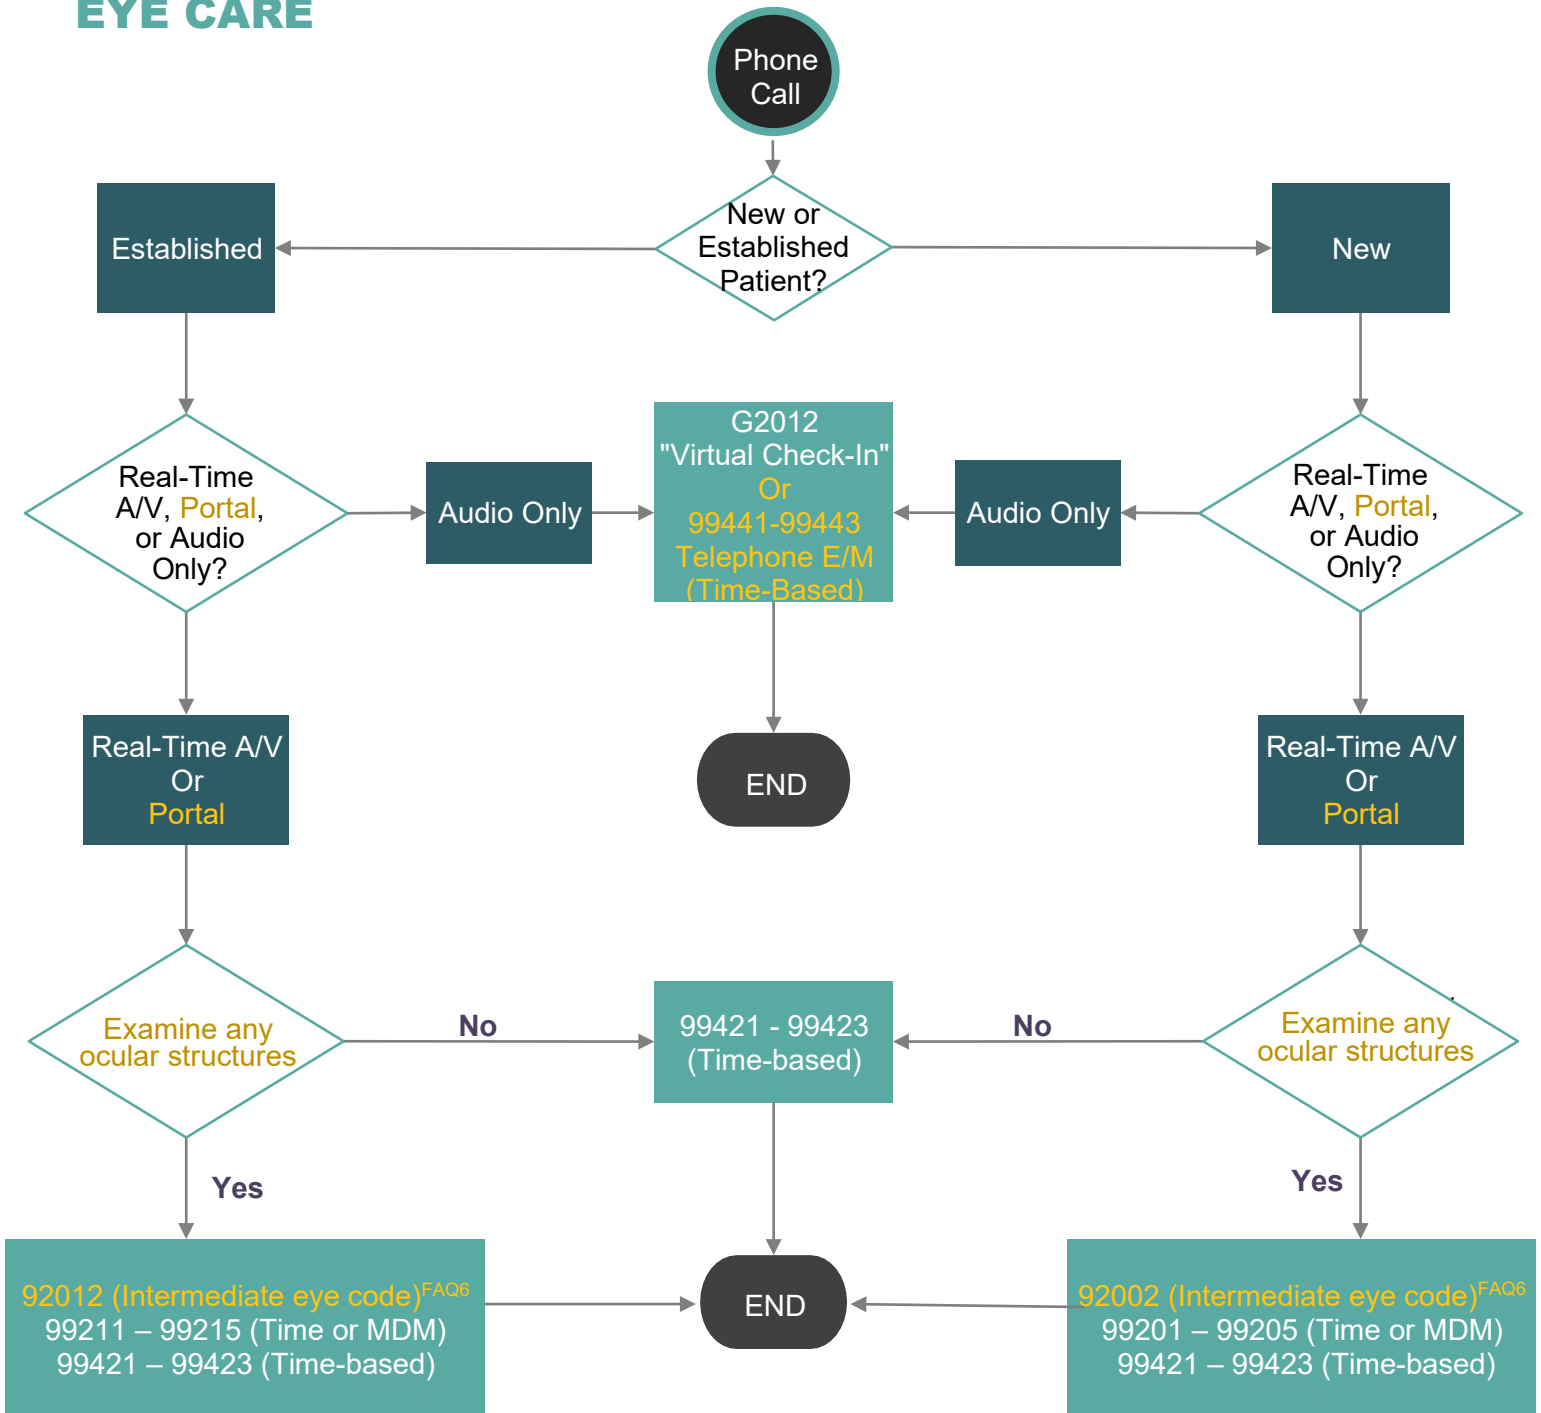 EYE CARE
Phone
Call
New or
Established
Patient?
Established
New
Real-Time
A/V, Portal,
or Audio
Only?
Audio Only
G2012
"Virtual Check-In"
Or
99441-99443
Telephone E/M
(Time-Based)
Audio Only
Real-Time
A/V, Portal,
or Audio
Only?
Real-Time A/V
Or
Portal
END
Real-Time A/V
Or
Portal
Examine any
ocular structures
No
99421 - 99423
(Time-based)
No
Examine any
ocular structures
Yes
Yes
92012 (Intermediate eye code)FAQ6
99211 – 99215 (Time or MDM)
99421 – 99423 (Time-based)
END
92002 (Intermediate eye code)FAQ6
99201 – 99205 (Time or MDM)
99421 – 99423 (Time-based)